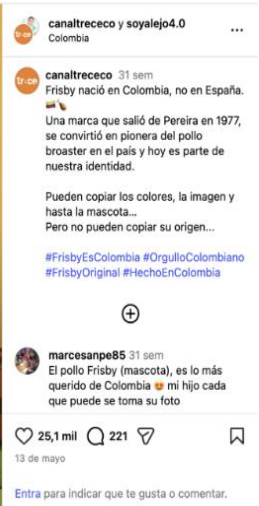 canaltrececo y soyalejo4.0
Colombia
tr≡ce
canaltrececo 31 sem
Frisby nació en Colombia, no en España.
🇨🇴🍗
Una marca que salió de Pereira en 1977,
se convirtió en pionera del pollo
broaster en el país y hoy es parte de
nuestra identidad.
Pueden copiar los colores, la imagen y
hasta la mascota...
Pero no pueden copiar su origen...
#FrisbyEsColombia #OrgulloColombiano
#FrisbyOriginal #HechoEnColombia
marcesanpe85 31 sem
El pollo Frisby (mascota), es lo más
querido de Colombia 😍 mi hijo cada
que puede se toma su foto
25,1 mil 221
13 de mayo
Entra para indicar que te gusta o comentar.